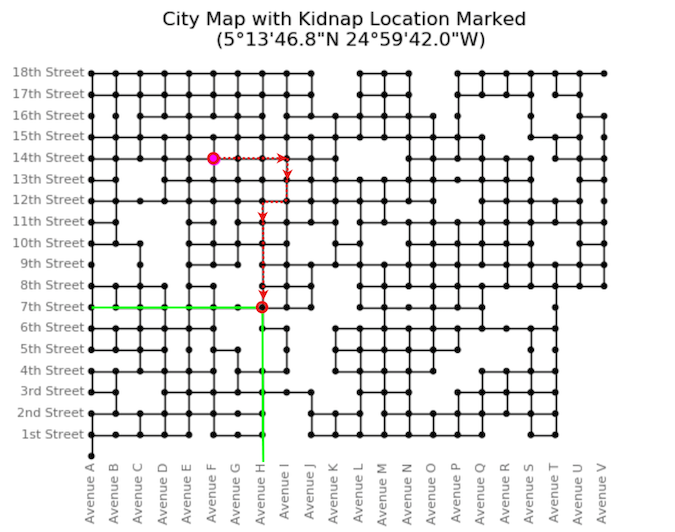 City Map with Kidnap Location Marked
(5°13'46.8"N 24°59'42.0"W)
18th Street
17th Street
16th Street
15th Street
14th Street
13th Street
12th Street
11th Street
10th Street
9th Street
8th Street
7th Street
6th Street
5th Street
4th Street
3rd Street
2nd Street
1st Street
Avenue A
Avenue B
Avenue C
Avenue D
Avenue E
Avenue F
Avenue G
Avenue H
Avenue I
Avenue J
Avenue K
Avenue L
Avenue M
Avenue N
Avenue O
Avenue P
Avenue Q
Avenue R
Avenue S
Avenue T
Avenue U
Avenue V